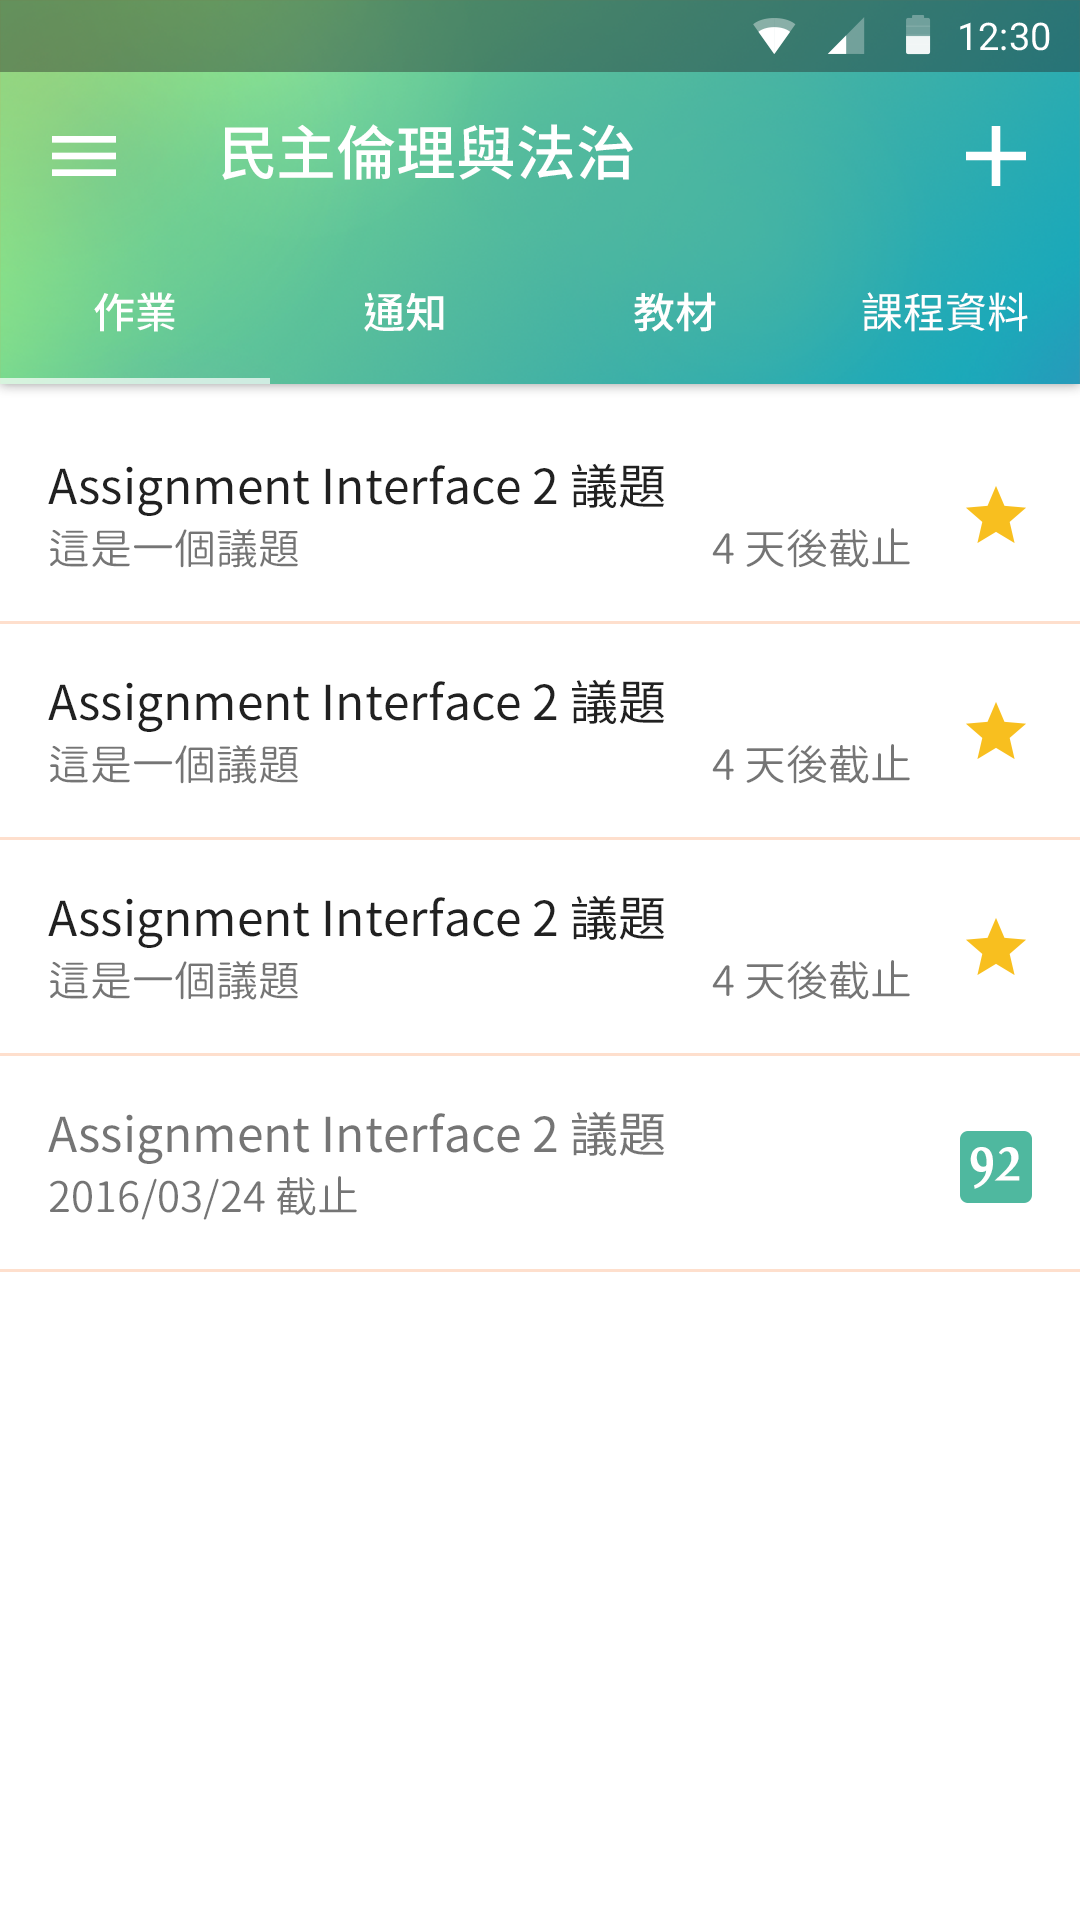 12:30
民主倫理與法治
作業 通知 教材 課程資料
Assignment Interface 2 議題
這是一個議題 4 天後截止
Assignment Interface 2 議題
這是一個議題 4 天後截止
Assignment Interface 2 議題
這是一個議題 4 天後截止
Assignment Interface 2 議題
2016/03/24 截止
92